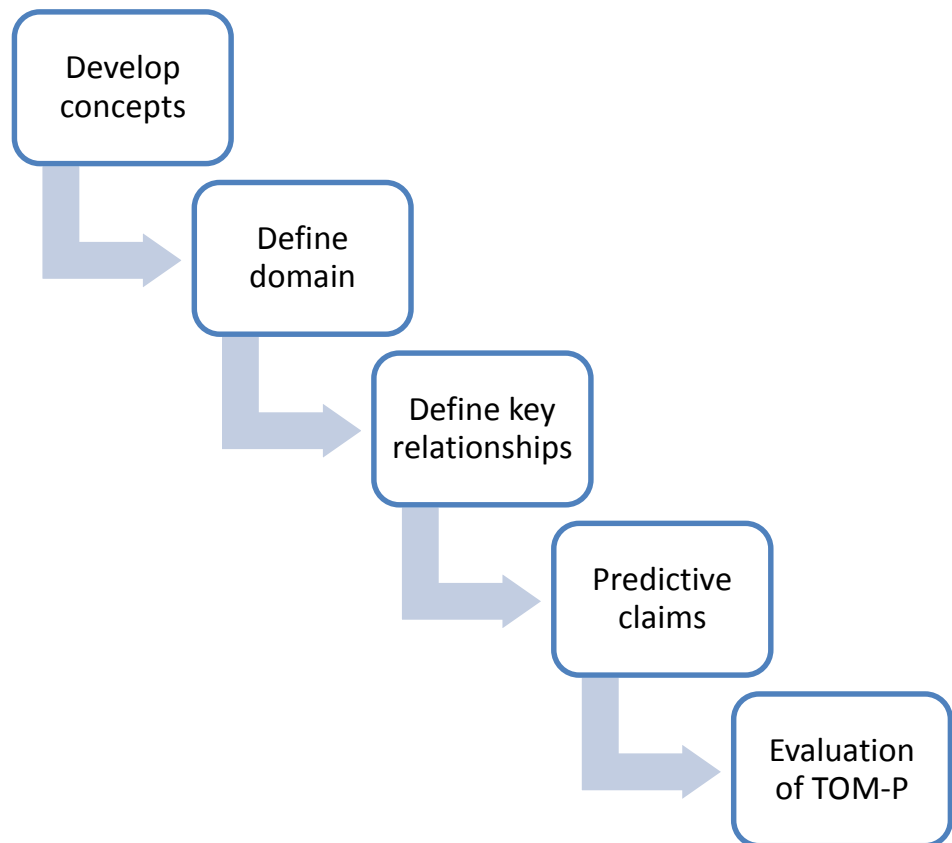 Develop
concepts
Define
domain
Define key
relationships
Predictive
claims
Evaluation
of TOM-P